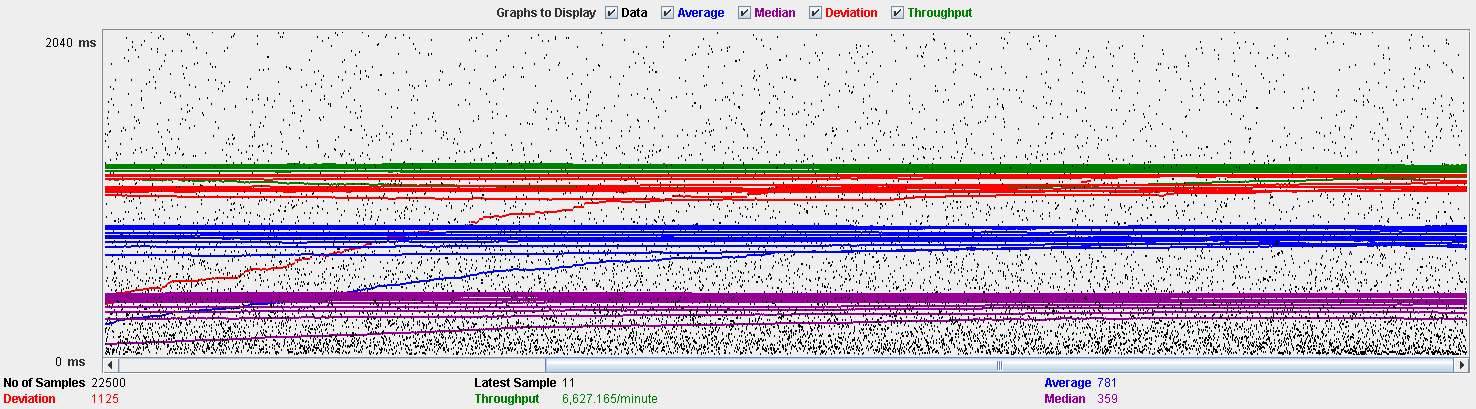 Graphs to Display Data Average Median Deviation Throughput
2040 ms
0 ms
No of Samples 22500 Latest Sample 11 Average 781
Deviation 1125 Throughput 6,627.165/minute Median 359